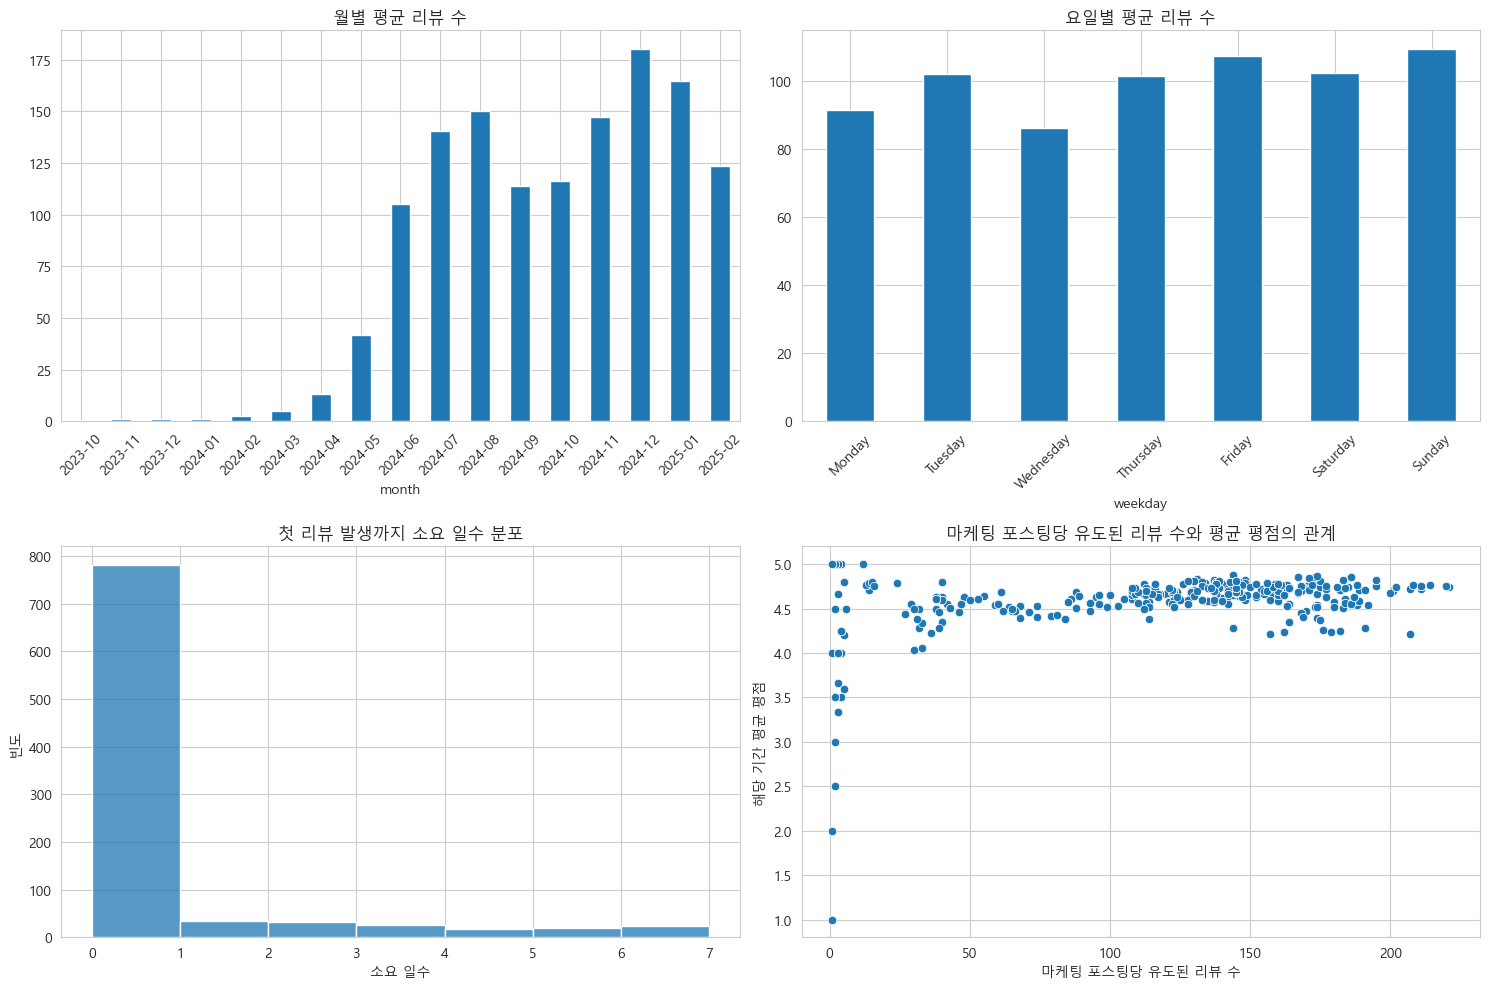 월별 평균 리뷰 수
175
150
125
100
75
50
25
0
2023-10 2023-11 2023-12 2024-01 2024-02 2024-03 2024-04 2024-05 2024-06 2024-07 2024-08 2024-09 2024-10 2024-11 2024-12 2025-01 2025-02
month
요일별 평균 리뷰 수
100
80
60
40
20
0
Monday Tuesday Wednesday Thursday Friday Saturday Sunday
weekday
첫 리뷰 발생까지 소요 일수 분포
빈도
800
700
600
500
400
300
200
100
0
0 1 2 3 4 5 6 7
소요 일수
마케팅 포스팅당 유도된 리뷰 수와 평균 평점의 관계
해당 기간 평균 평점
5.0
4.5
4.0
3.5
3.0
2.5
2.0
1.5
1.0
0 50 100 150 200
마케팅 포스팅당 유도된 리뷰 수